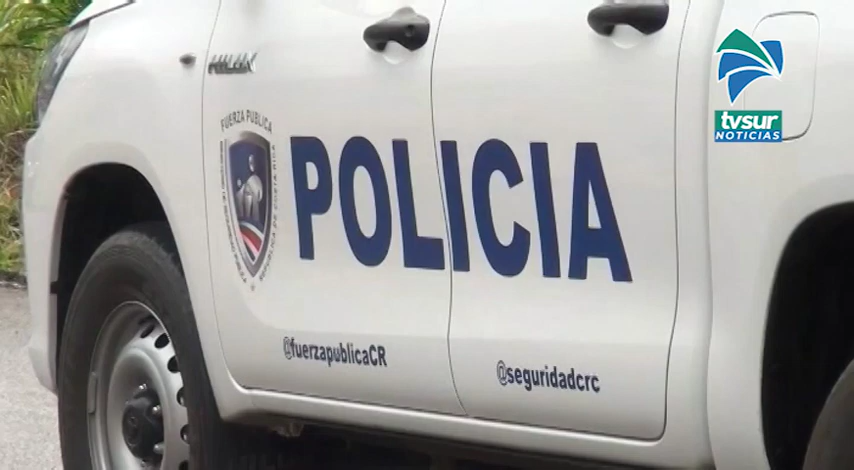 HILUX
tvsur
NOTICIAS
FUERZA PUBLICA
POLICIA
@fuerzapublicaCR
@seguridadcrc